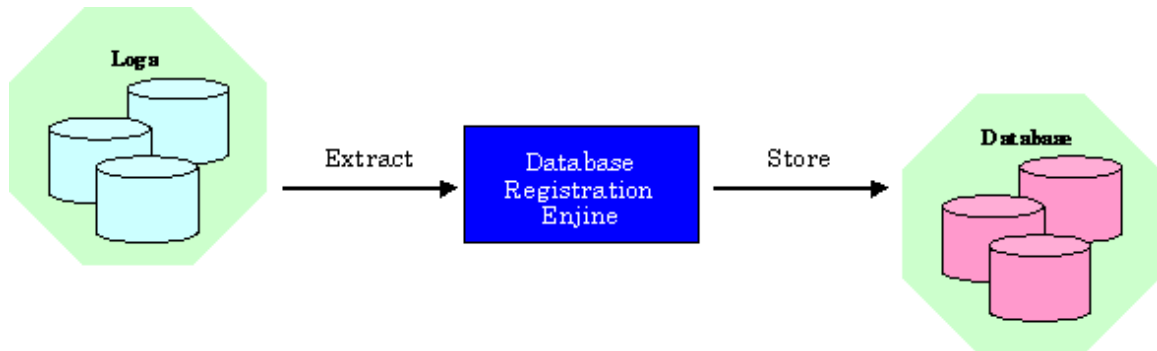 Logs
Extract
Database
Registration
Enjine
Store
Database